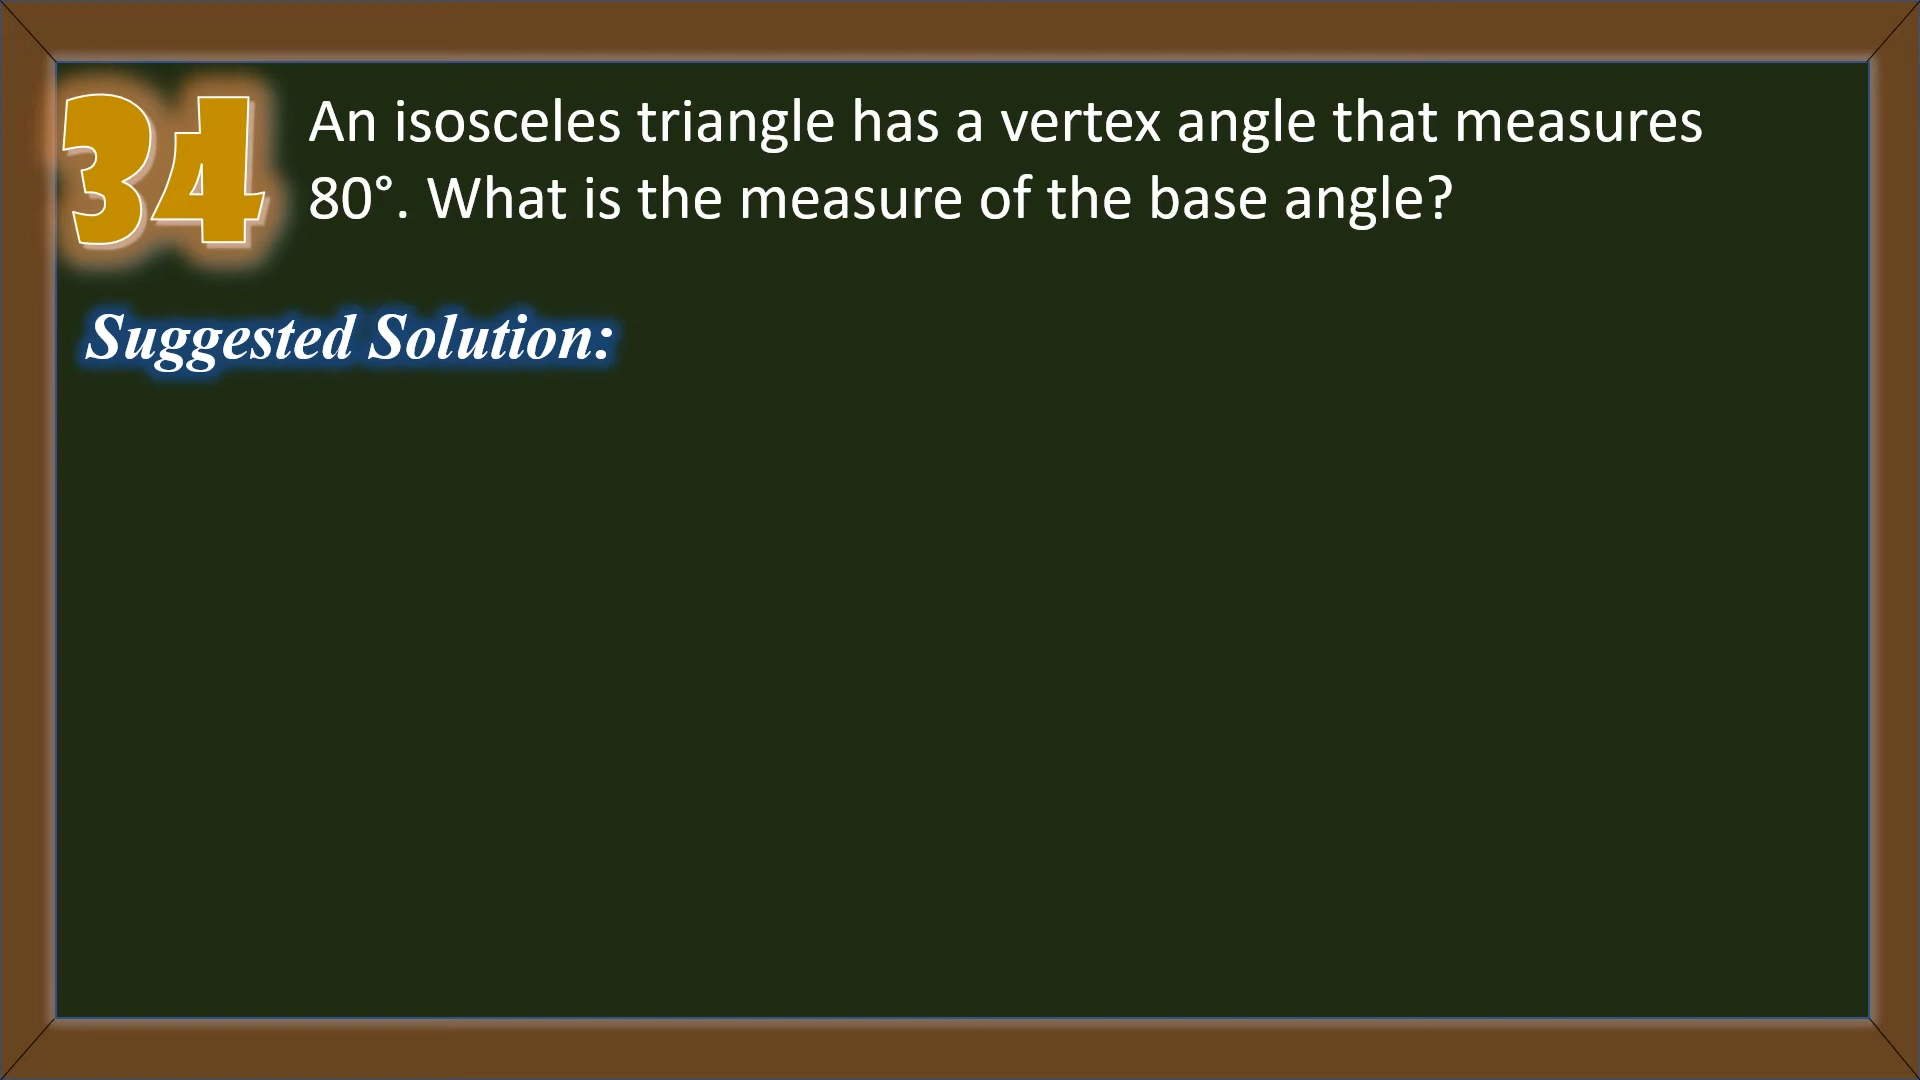 34
An isosceles triangle has a vertex angle that measures
80°. What is the measure of the base angle?
Suggested Solution: